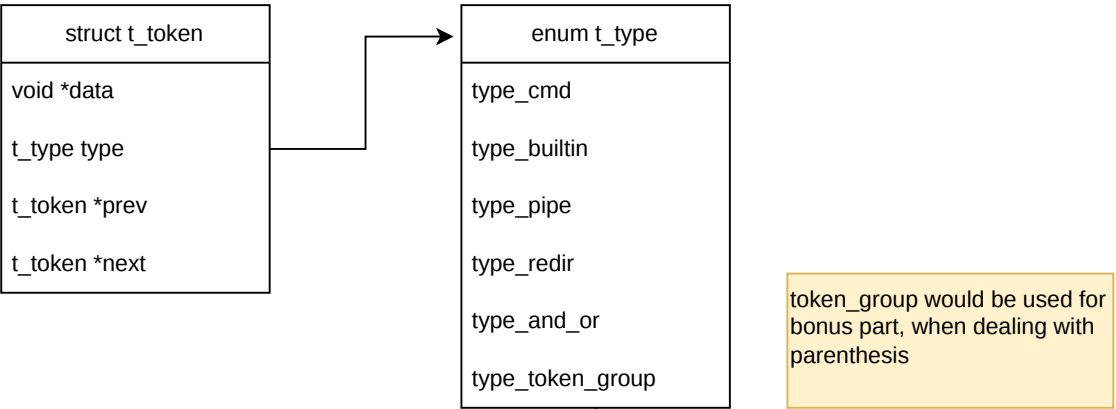 struct t_token
void *data
t_type type
t_token *prev
t_token *next
enum t_type
type_cmd
type_builtin
type_pipe
type_redir
type_and_or
type_token_group
token_group would be used for
bonus part, when dealing with
parenthesis